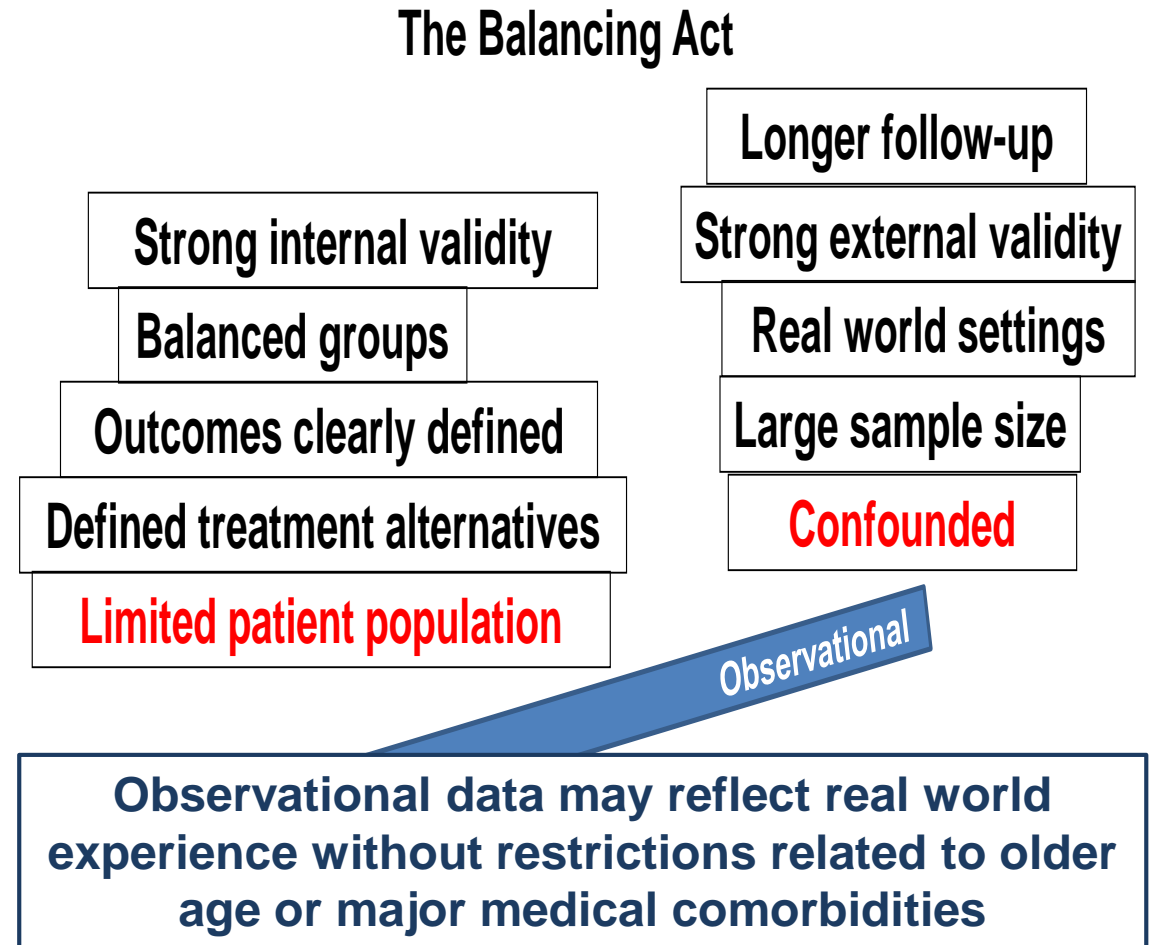 The Balancing Act
Strong internal validity
Balanced groups
Outcomes clearly defined
Defined treatment alternatives
Limited patient population
Longer follow-up
Strong external validity
Real world settings
Large sample size
Confounded
Observational
Observational data may reflect real world
experience without restrictions related to older
age or major medical comorbidities